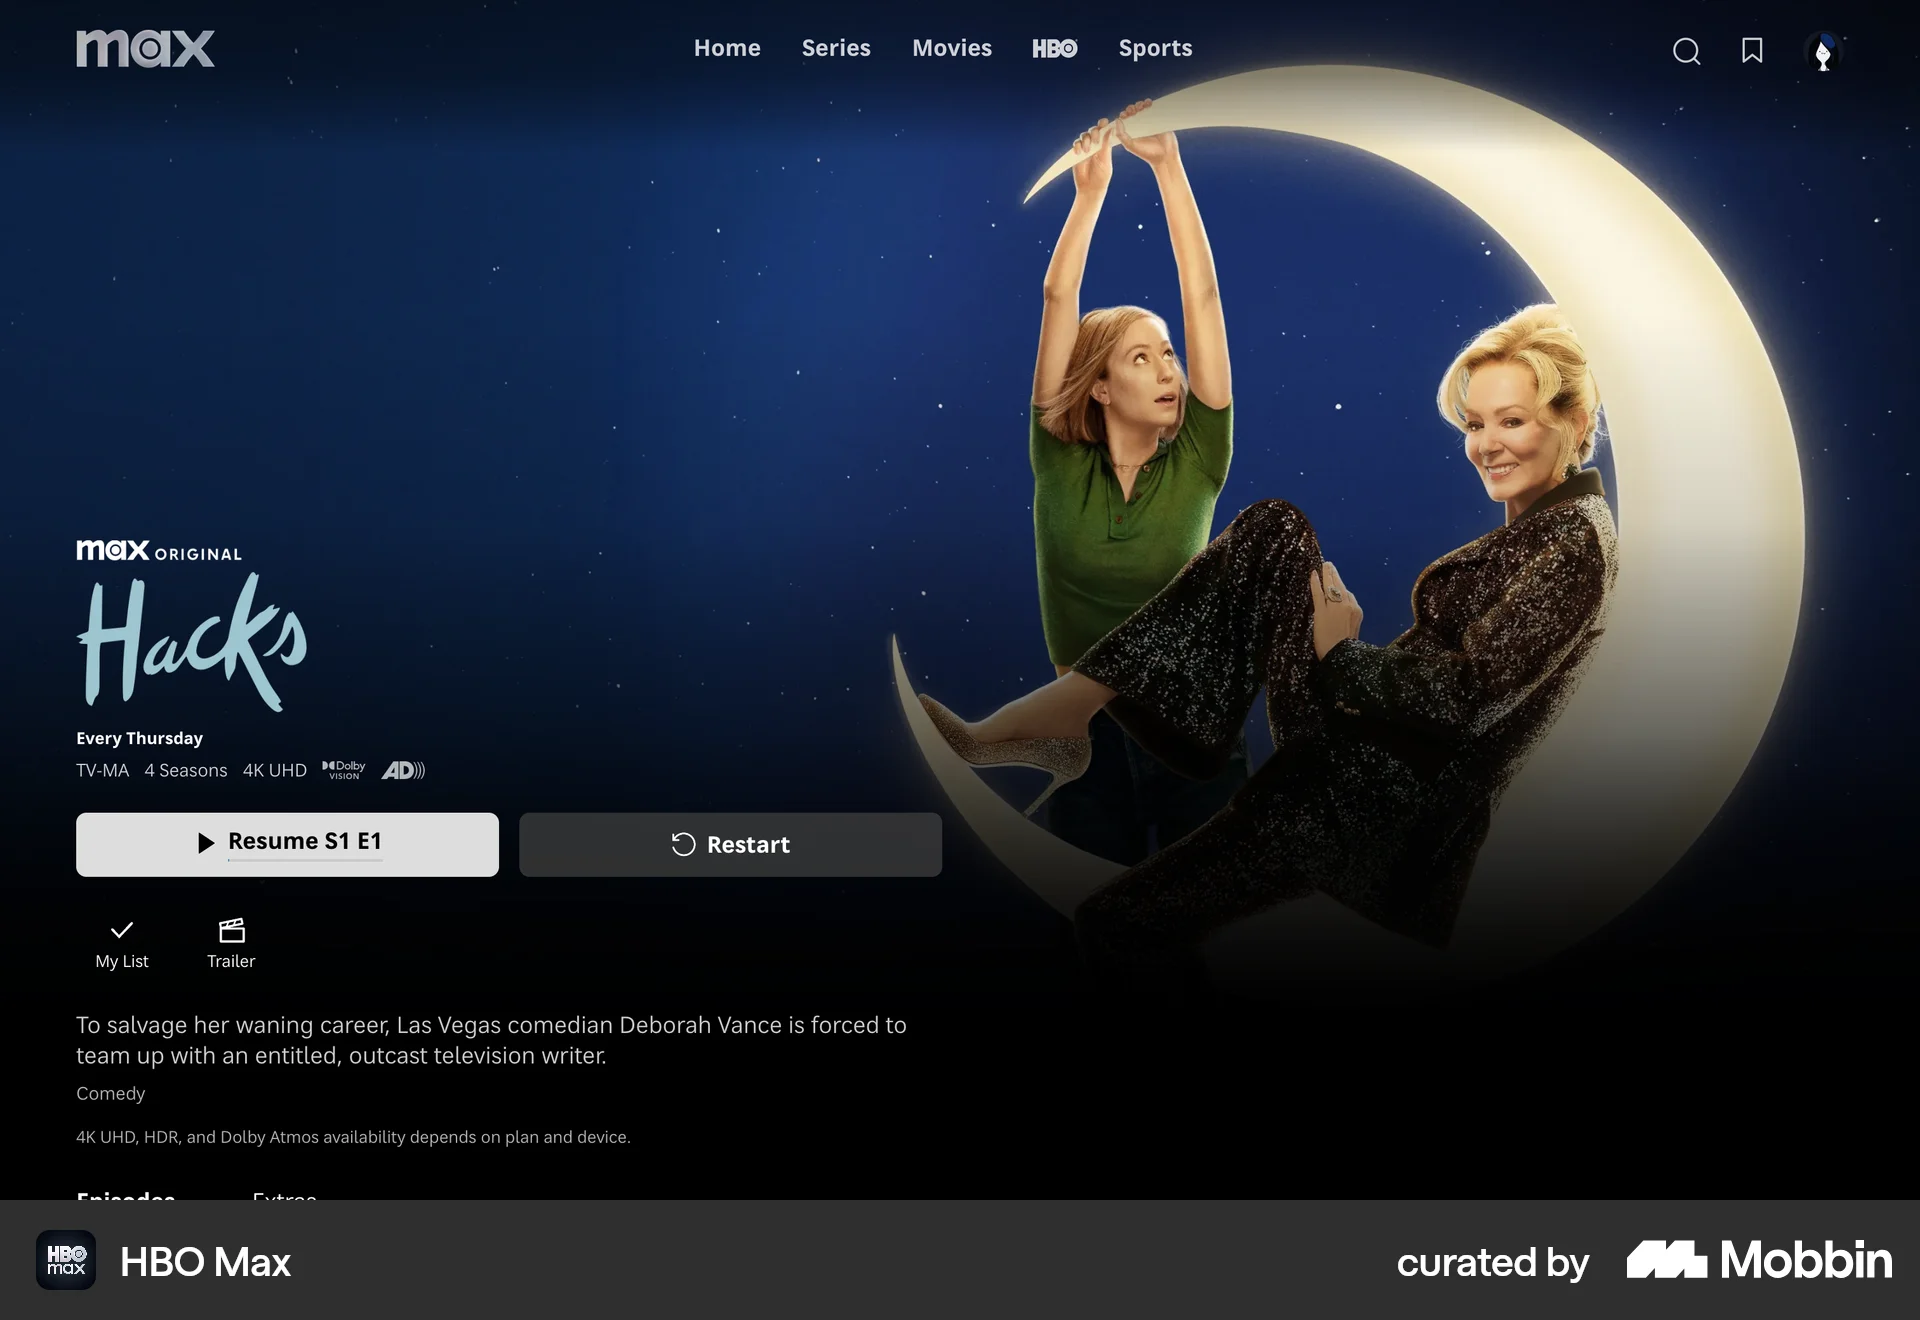 max
Home Series Movies HBO Sports
max ORIGINAL
Hacks
Every Thursday
TV-MA 4 Seasons 4K UHD Dolby VISION AD)))
Resume S1 E1
Restart
My List
Trailer
To salvage her waning career, Las Vegas comedian Deborah Vance is forced to
team up with an entitled, outcast television writer.
Comedy
4K UHD, HDR, and Dolby Atmos availability depends on plan and device.
Episodes Extras
HBO max
HBO Max
curated by Mobbin